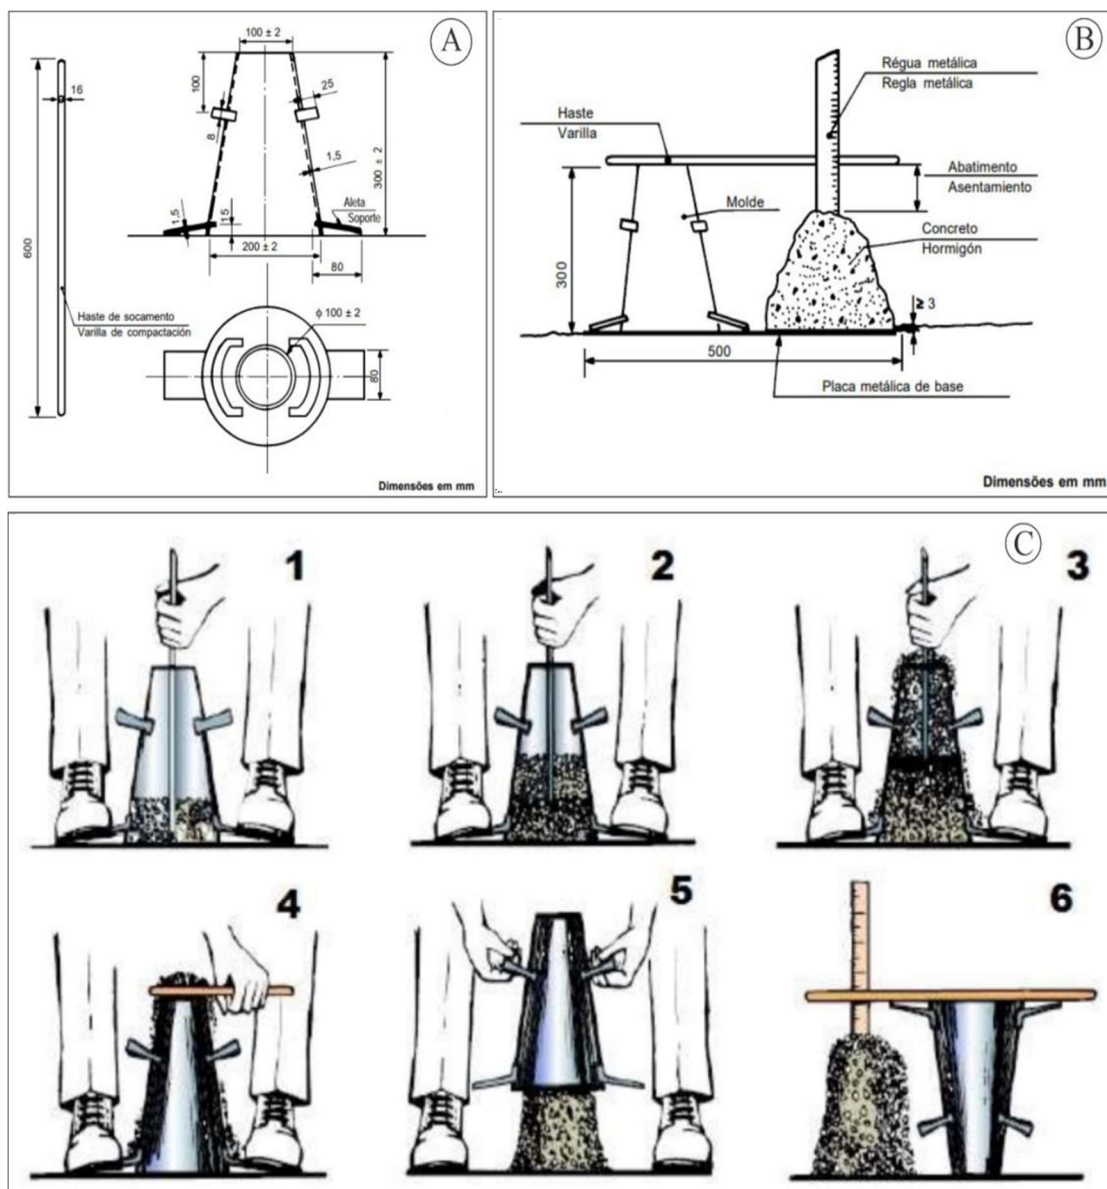 A
100 ± 2
16
100
25
8
1,5
300 ± 2
600
1,5
15
Aleta
Soporte
200 ± 2
80
Haste de socamento
Varilla de compactación
ϕ 100 ± 2
80
Dimensões em mm
B
Régua metálica
Regla metálica
Haste
Varilla
Abatimento
Asentamiento
Molde
Concreto
Hormigón
300
≥ 3
500
Placa metálica de base
Dimensões em mm
C
1
2
3
4
5
6